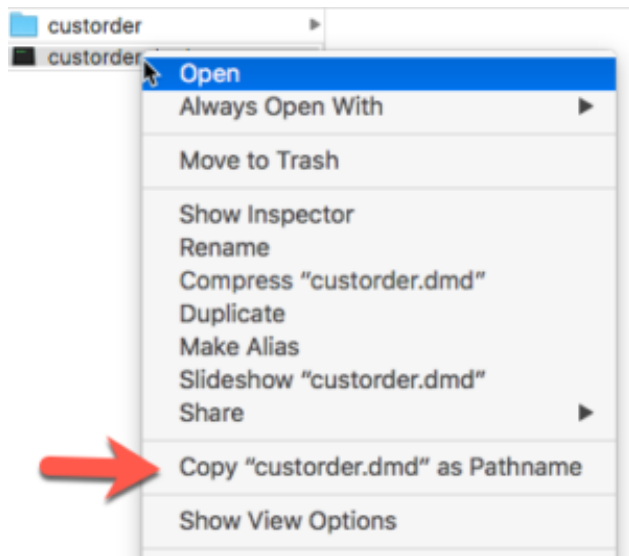 custorder
custorder
Open
Always Open With
Move to Trash
Show Inspector
Rename
Compress “custorder.dmd”
Duplicate
Make Alias
Slideshow “custorder.dmd”
Share
Copy “custorder.dmd” as Pathname
Show View Options